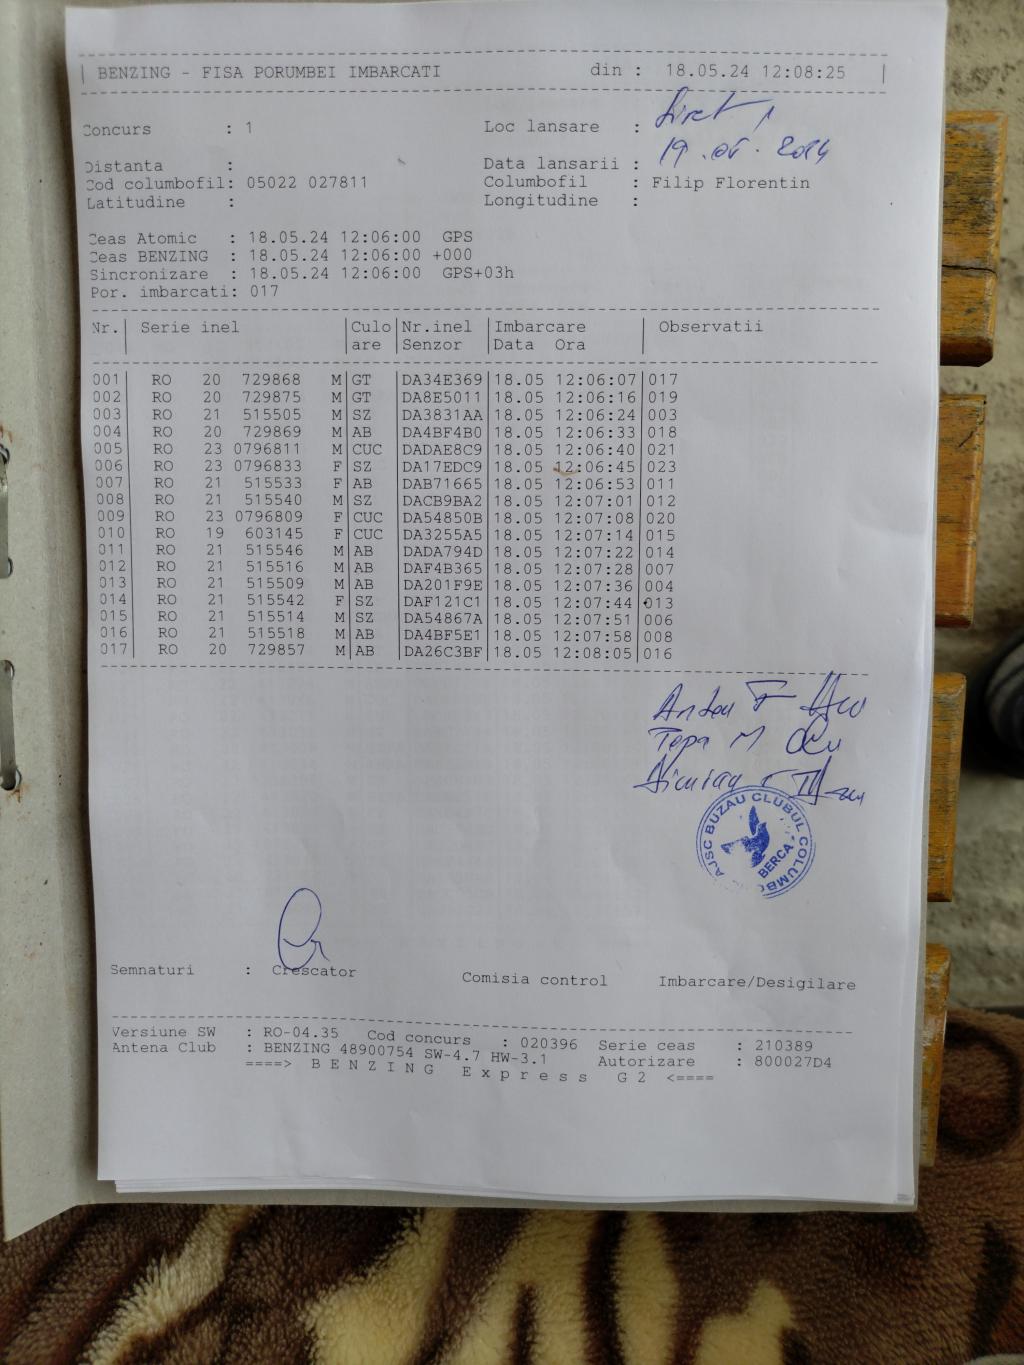 BENZING - FISA PORUMBEI IMBARCATI din : 18.05.24 12:08:25
Concurs : 1 Loc lansare : Siret 1
Distanta : Data lansarii : 19.05.2024
Cod columbofil: 05022 027811 Columbofil : Filip Florentin
Latitudine : Longitudine :
Ceas Atomic : 18.05.24 12:06:00 GPS
Ceas BENZING : 18.05.24 12:06:00 +000
Sincronizare : 18.05.24 12:06:00 GPS+03h
Por. imbarcati: 017
Nr.| Serie inel |Culo|Nr.inel |Imbarcare | Observatii
| |are |Senzor |Data Ora |
001 RO 20 729868 M|GT |DA34E369|18.05 12:06:07|017
002 RO 20 729875 M|GT |DA8E5011|18.05 12:06:16|019
003 RO 21 515505 M|SZ |DA3831AA|18.05 12:06:24|003
004 RO 20 729869 M|AB |DA4BF4B0|18.05 12:06:33|018
005 RO 23 0796811 M|CUC |DADAE8C9|18.05 12:06:40|021
006 RO 23 0796833 F|SZ |DA17EDC9|18.05 12:06:45|023
007 RO 21 515533 F|AB |DAB71665|18.05 12:06:53|011
008 RO 21 515540 M|SZ |DACB9BA2|18.05 12:07:01|012
009 RO 23 0796809 F|CUC |DA54850B|18.05 12:07:08|020
010 RO 19 603145 F|CUC |DA3255A5|18.05 12:07:14|015
011 RO 21 515546 M|AB |DADA794D|18.05 12:07:22|014
012 RO 21 515516 M|AB |DAF4B365|18.05 12:07:28|007
013 RO 21 515509 M|AB |DA201F9E|18.05 12:07:36|004
014 RO 21 515542 F|SZ |DAF121C1|18.05 12:07:44|013
015 RO 21 515514 M|SZ |DA54867A|18.05 12:07:51|006
016 RO 21 515518 M|AB |DA4BF5E1|18.05 12:07:58|008
017 RO 20 729857 M|AB |DA26C3BF|18.05 12:08:05|016
Popa M
AJSC BUZAU CLUBUL
BERCA
Semnaturi : Crescator Comisia control Imbarcare/Desigilare
Versiune SW : RO-04.35 Cod concurs : 020396 Serie ceas : 210389
Antena Club : BENZING 48900754 SW-4.7 HW-3.1 Autorizare : 800027D4
====> B E N Z I N G E x p r e s s G 2 <====